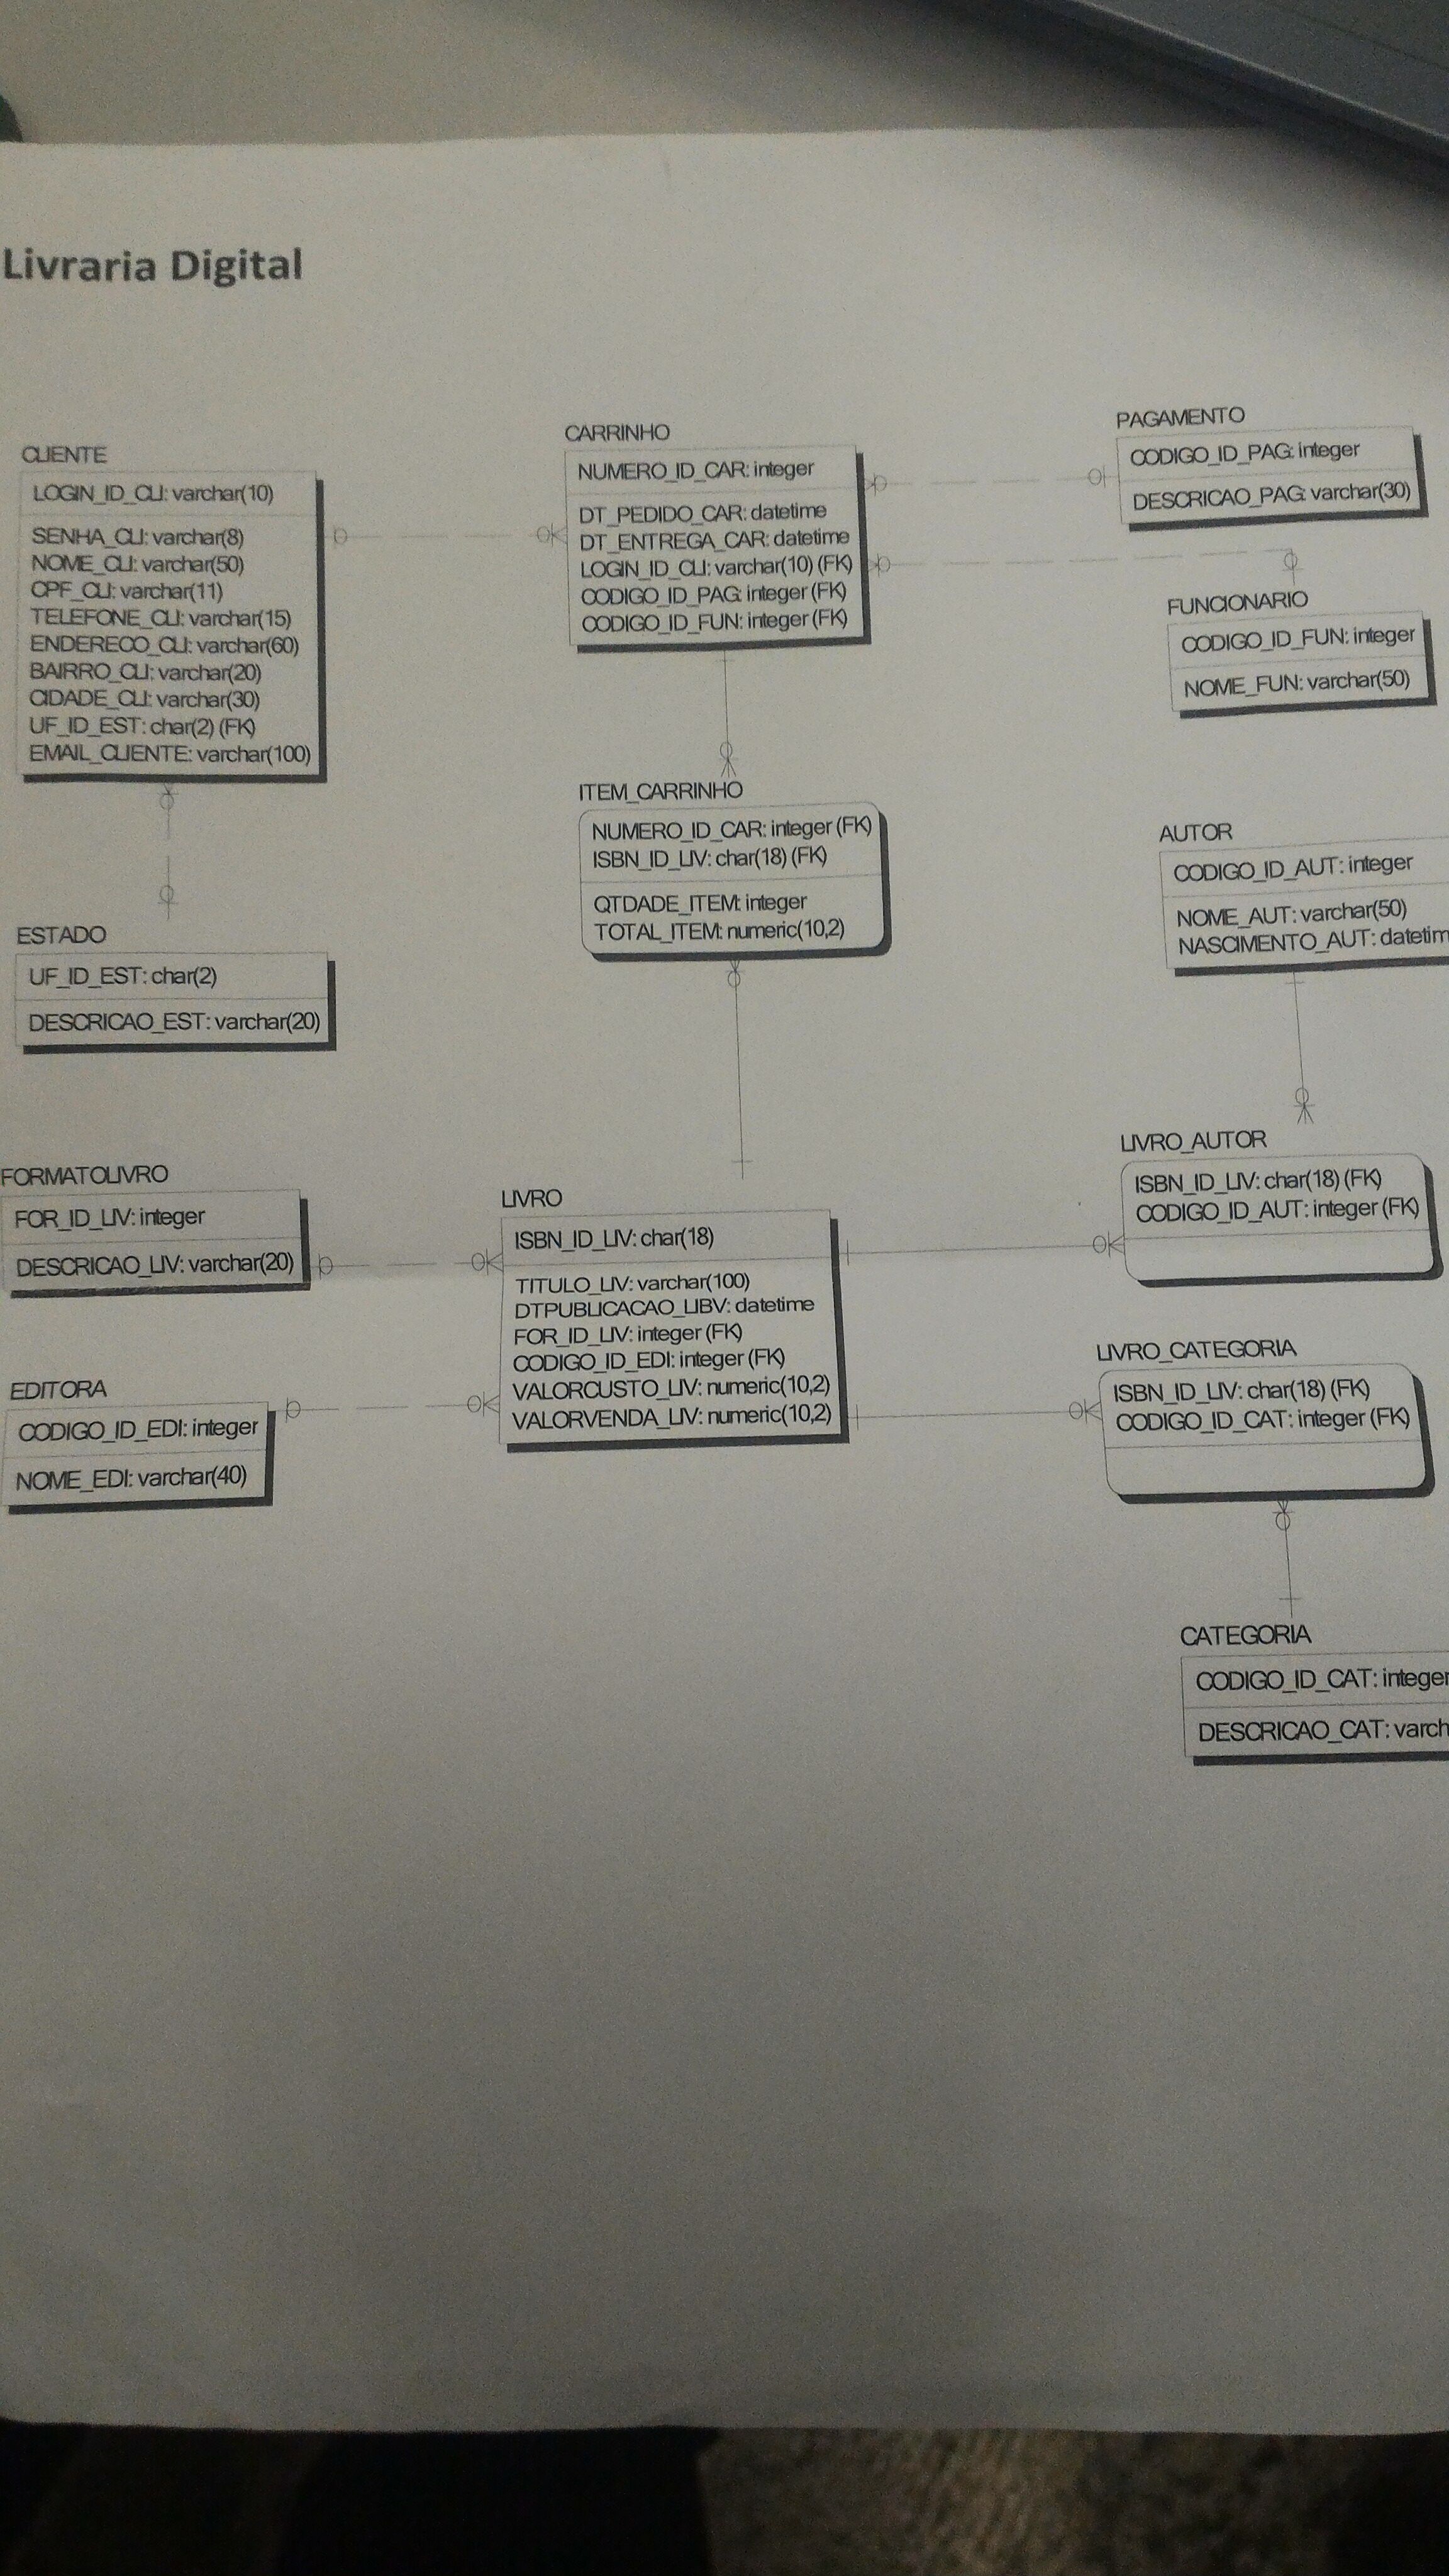 Livraria Digital
CLIENTE
LOGIN_ID_CLI: varchar(10)
SENHA_CLI: varchar(8)
NOME_CLI: varchar(50)
CPF_CLI: varchar(11)
TELEFONE_CLI: varchar(15)
ENDERECO_CLI: varchar(60)
BAIRRO_CLI: varchar(20)
CIDADE_CLI: varchar(30)
UF_ID_EST: char(2) (FK)
EMAIL_CLIENTE: varchar(100)
CARRINHO
NUMERO_ID_CAR: integer
DT_PEDIDO_CAR: datetime
DT_ENTREGA_CAR: datetime
LOGIN_ID_CLI: varchar(10) (FK)
CODIGO_ID_PAG: integer (FK)
CODIGO_ID_FUN: integer (FK)
PAGAMENTO
CODIGO_ID_PAG: integer
DESCRICAO_PAG: varchar(30)
FUNCIONARIO
CODIGO_ID_FUN: integer
NOME_FUN: varchar(50)
ITEM_CARRINHO
NUMERO_ID_CAR: integer (FK)
ISBN_ID_LIV: char(18) (FK)
QTDADE_ITEM: integer
TOTAL_ITEM: numeric(10,2)
AUTOR
CODIGO_ID_AUT: integer
NOME_AUT: varchar(50)
NASCIMENTO_AUT: datetim
ESTADO
UF_ID_EST: char(2)
DESCRICAO_EST: varchar(20)
FORMATOLIVRO
FOR_ID_LIV: integer
DESCRICAO_LIV: varchar(20)
LIVRO
ISBN_ID_LIV: char(18)
TITULO_LIV: varchar(100)
DTPUBLICACAO_LIBV: datetime
FOR_ID_LIV: integer (FK)
CODIGO_ID_EDI: integer (FK)
VALORCUSTO_LIV: numeric(10,2)
VALORVENDA_LIV: numeric(10,2)
LIVRO_AUTOR
ISBN_ID_LIV: char(18) (FK)
CODIGO_ID_AUT: integer (FK)
EDITORA
CODIGO_ID_EDI: integer
NOME_EDI: varchar(40)
LIVRO_CATEGORIA
ISBN_ID_LIV: char(18) (FK)
CODIGO_ID_CAT: integer (FK)
CATEGORIA
CODIGO_ID_CAT: integer
DESCRICAO_CAT: varch